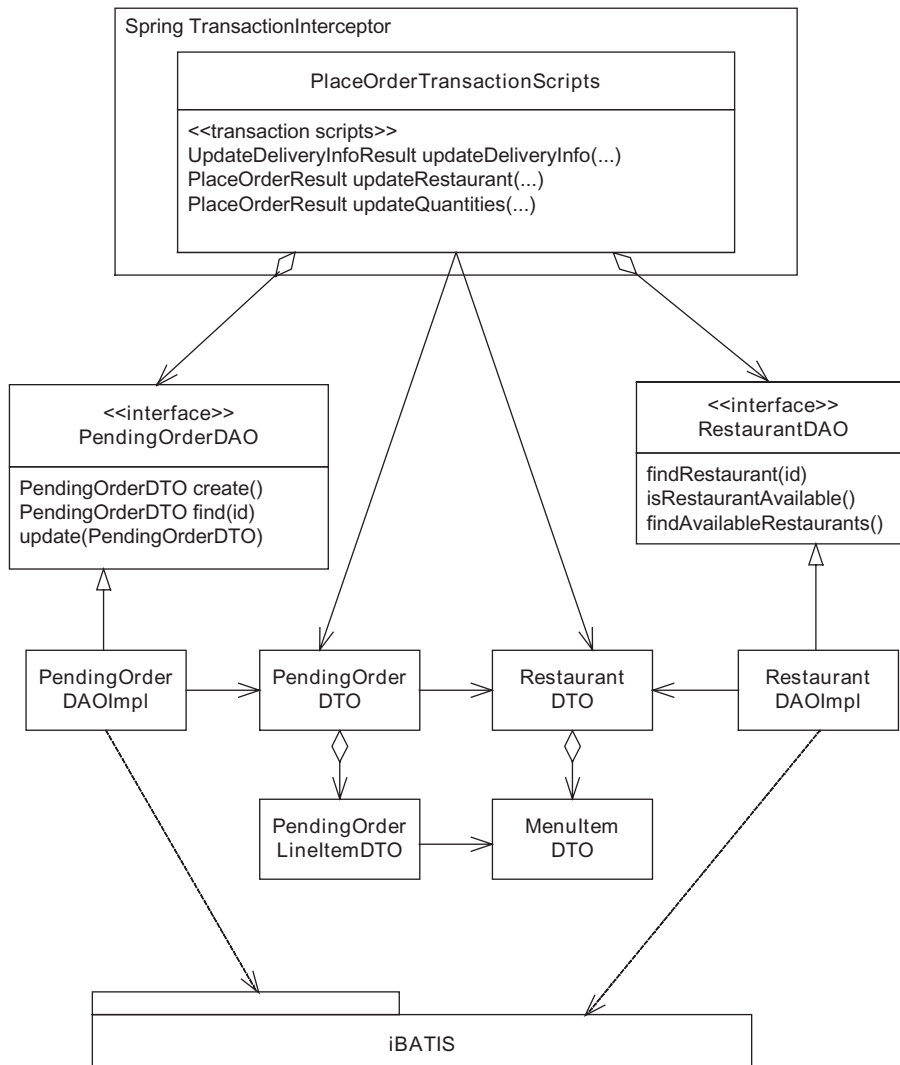 Spring TransactionInterceptor
PlaceOrderTransactionScripts
<<transaction scripts>>
UpdateDeliveryInfoResult updateDeliveryInfo(...)
PlaceOrderResult updateRestaurant(...)
PlaceOrderResult updateQuantities(...)
<<interface>>
PendingOrderDAO
PendingOrderDTO create()
PendingOrderDTO find(id)
update(PendingOrderDTO)
<<interface>>
RestaurantDAO
findRestaurant(id)
isRestaurantAvailable()
findAvailableRestaurants()
PendingOrder
DAOImpl
PendingOrder
DTO
Restaurant
DTO
Restaurant
DAOImpl
PendingOrder
LineItemDTO
MenuItem
DTO
iBATIS